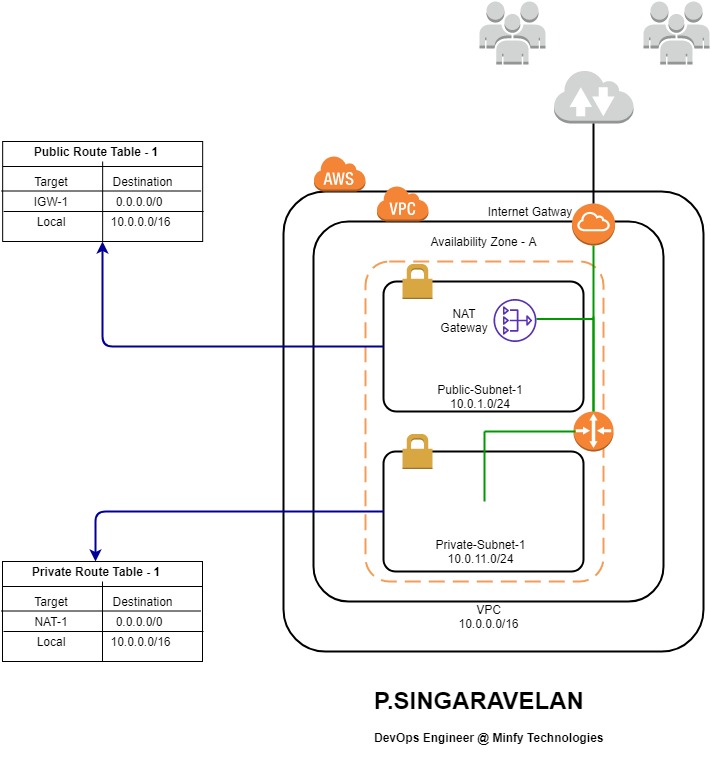 Public Route Table - 1
Target Destination
IGW-1 0.0.0.0/0
Local 10.0.0.0/16
AWS
VPC
Internet Gatway
Availability Zone - A
NAT
Gateway
Public-Subnet-1
10.0.1.0/24
Private-Subnet-1
10.0.11.0/24
Private Route Table - 1
Target Destination
NAT-1 0.0.0.0/0
Local 10.0.0.0/16
VPC
10.0.0.0/16
P.SINGARAVELAN
DevOps Engineer @ Minfy Technologies